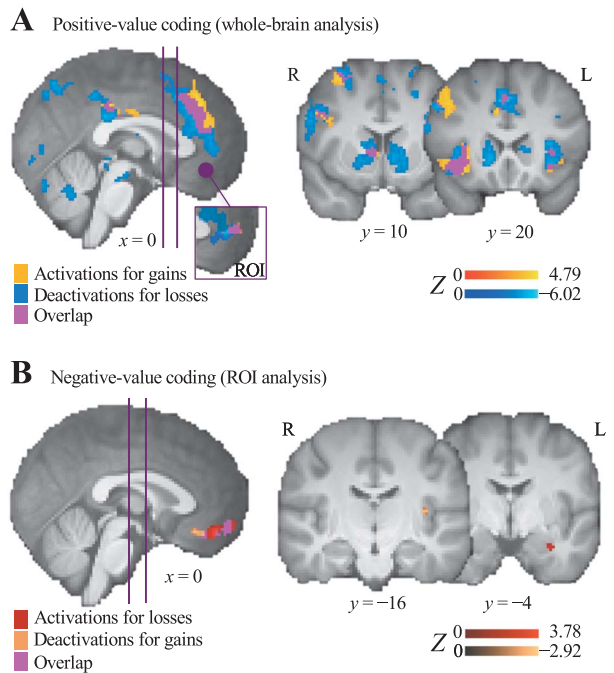 A Positive-value coding (whole-brain analysis)
R
L
x = 0
ROI
y = 10
y = 20
Activations for gains
Deactivations for losses
Overlap
Z 0 4.79
0 −6.02
B Negative-value coding (ROI analysis)
R
L
x = 0
y = −16
y = −4
Activations for losses
Deactivations for gains
Overlap
Z 0 3.78
0 −2.92